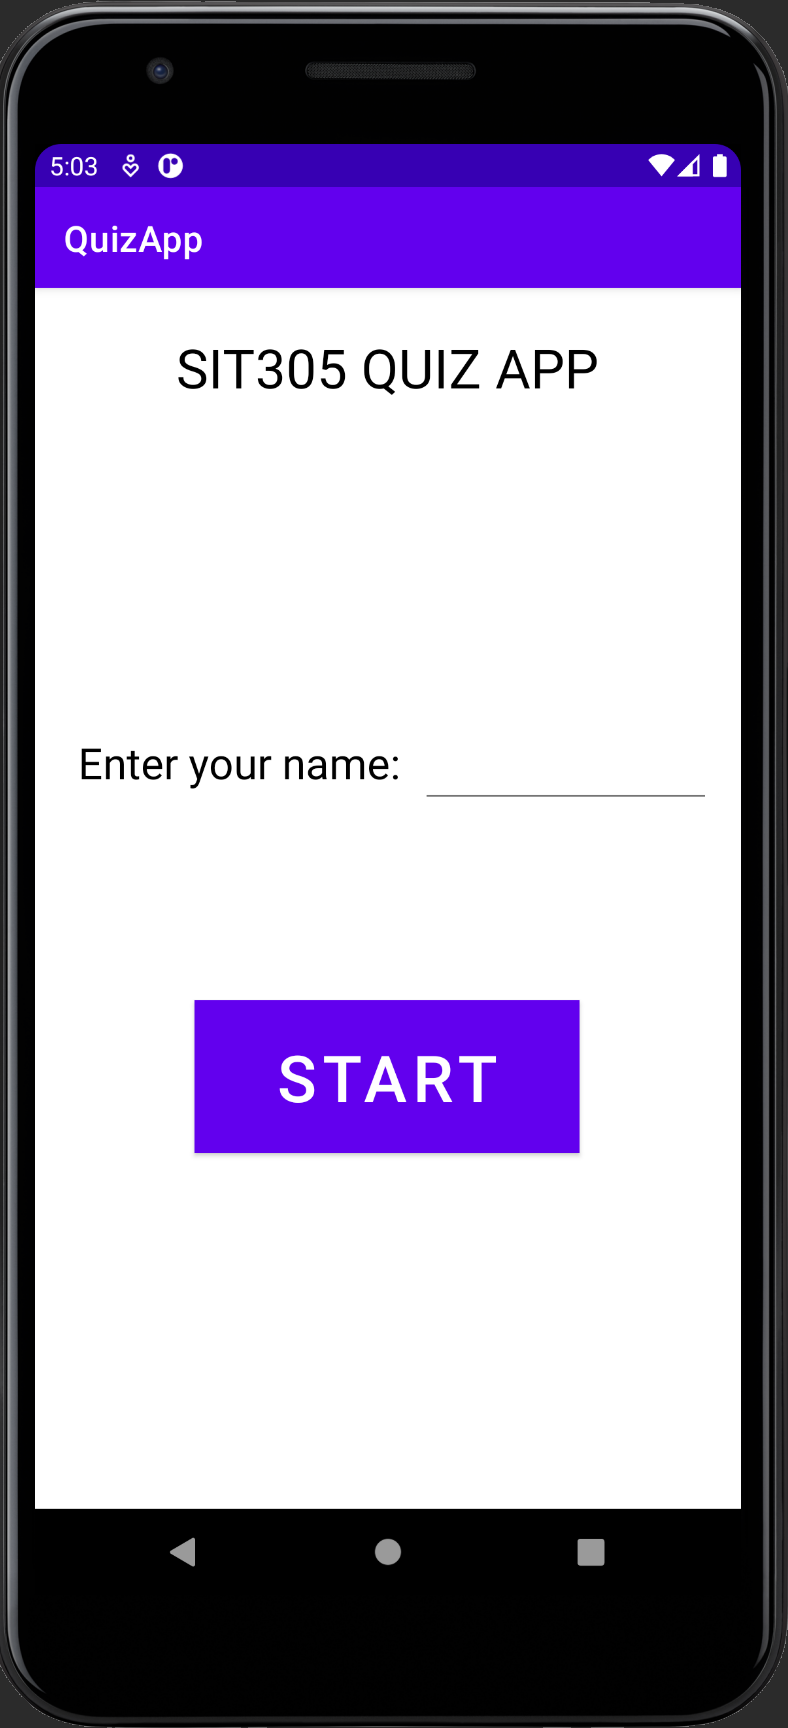 5:03
QuizApp
SIT305 QUIZ APP
Enter your name:
START